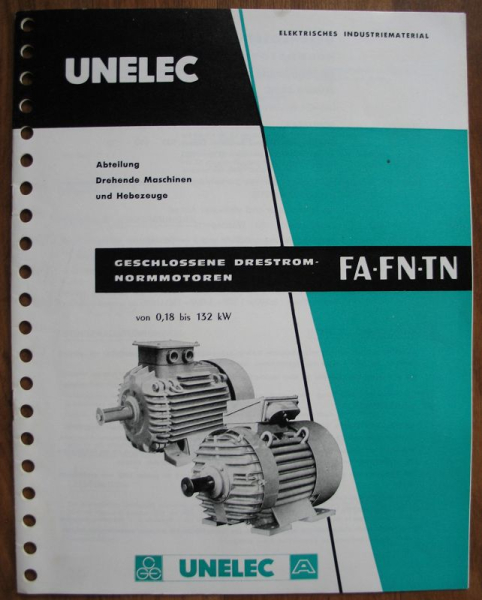 ELEKTRISCHES INDUSTRIEMATERIAL
UNELEC
Abteilung
Drehende Maschinen
und Hebezeuge
GESCHLOSSENE DRESTROM-
NORMMOTOREN
FA-FN-TN
von 0,18 bis 132 kW
UNELEC